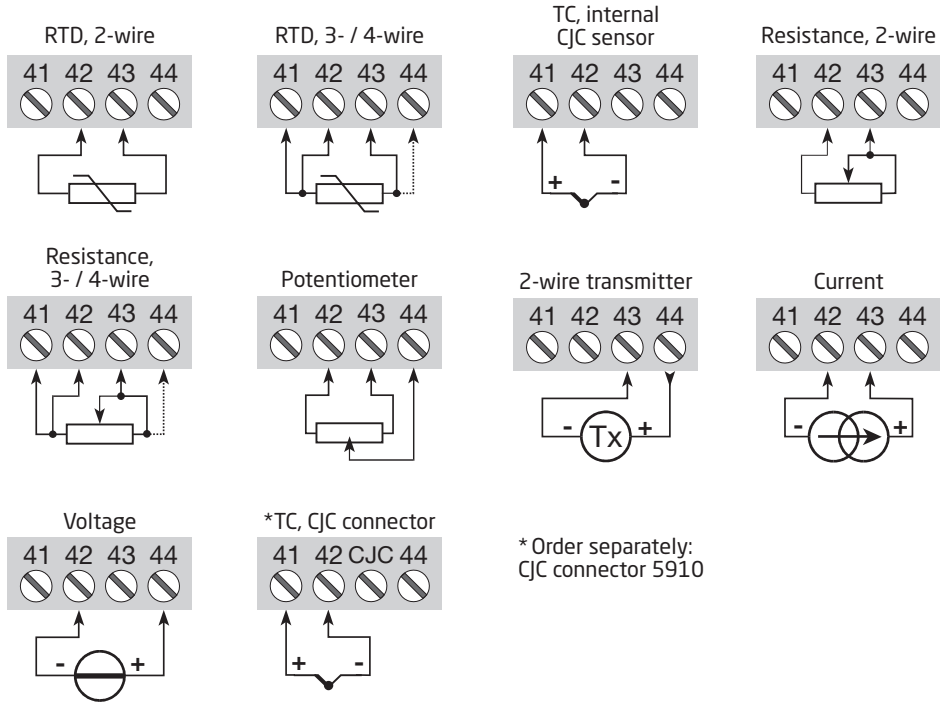 RTD, 2-wire
41 42 43 44
RTD, 3- / 4-wire
41 42 43 44
TC, internal
CJC sensor
41 42 43 44
+ -
Resistance, 2-wire
41 42 43 44
Resistance,
3- / 4-wire
41 42 43 44
Potentiometer
41 42 43 44
2-wire transmitter
41 42 43 44
- Tx +
Current
41 42 43 44
- +
Voltage
41 42 43 44
- +
*TC, CJC connector
41 42 CJC 44
+ -
* Order separately:
CJC connector 5910